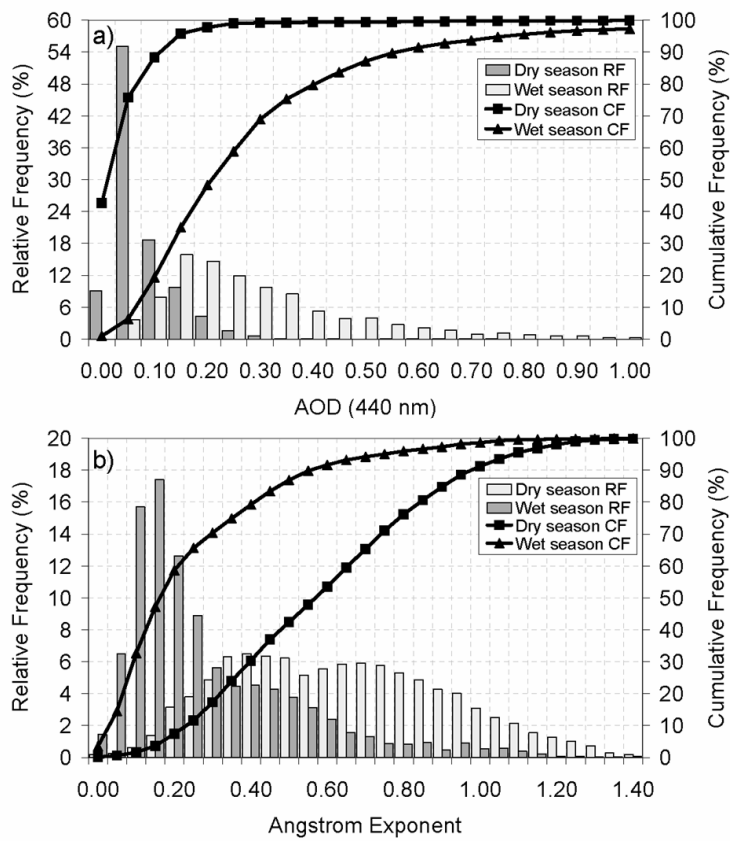 a)
Relative Frequency (%)
60
54
48
42
36
30
24
18
12
6
0
Cumulative Frequency (%)
100
90
80
70
60
50
40
30
20
10
0
Dry season RF
Wet season RF
Dry season CF
Wet season CF
0.00 0.10 0.20 0.30 0.40 0.50 0.60 0.70 0.80 0.90 1.00
AOD (440 nm)
b)
Relative Frequency (%)
20
18
16
14
12
10
8
6
4
2
0
Cumulative Frequency (%)
100
90
80
70
60
50
40
30
20
10
0
Dry season RF
Wet season RF
Dry season CF
Wet season CF
0.00 0.20 0.40 0.60 0.80 1.00 1.20 1.40
Angstrom Exponent